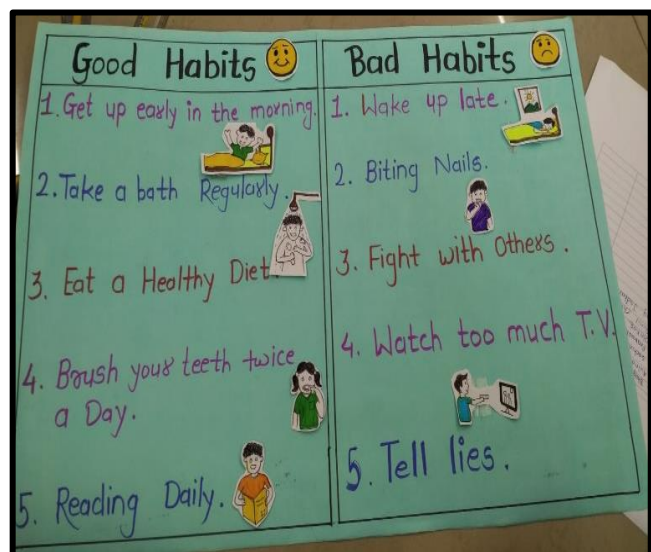 Good Habits
1. Get up early in the morning.
2. Take a bath Regularly.
3. Eat a Healthy Diet.
4. Brush your teeth twice
a Day.
5. Reading Daily.
Bad Habits
1. Wake up late.
2. Biting Nails.
3. Fight with Others.
4. Watch too much T.V.
5. Tell lies.